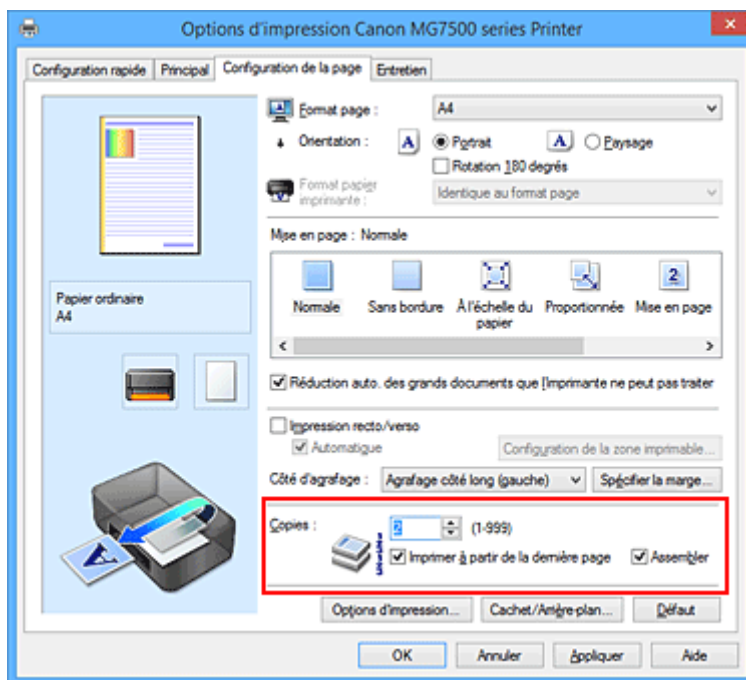 Options d'impression Canon MG7500 series Printer
Configuration rapide Principal Configuration de la page Entretien
Format page : A4
Orientation : A Portrait A Paysage
Rotation 180 degrés
Format papier imprimante : Identique au format page
Mise en page : Normale
2
Normale Sans bordure À l'échelle du papier Proportionnée Mise en page
Papier ordinaire
A4
Réduction auto. des grands documents que l'imprimante ne peut pas traiter
Impression recto/verso
Automatique Configuration de la zone imprimable...
Côté d'agrafage : Agrafage côté long (gauche) Spécifier la marge...
Copies : 2 (1-999)
Imprimer à partir de la dernière page Assembler
Options d'impression... Cachet/Arrière-plan... Défaut
OK Annuler Appliquer Aide